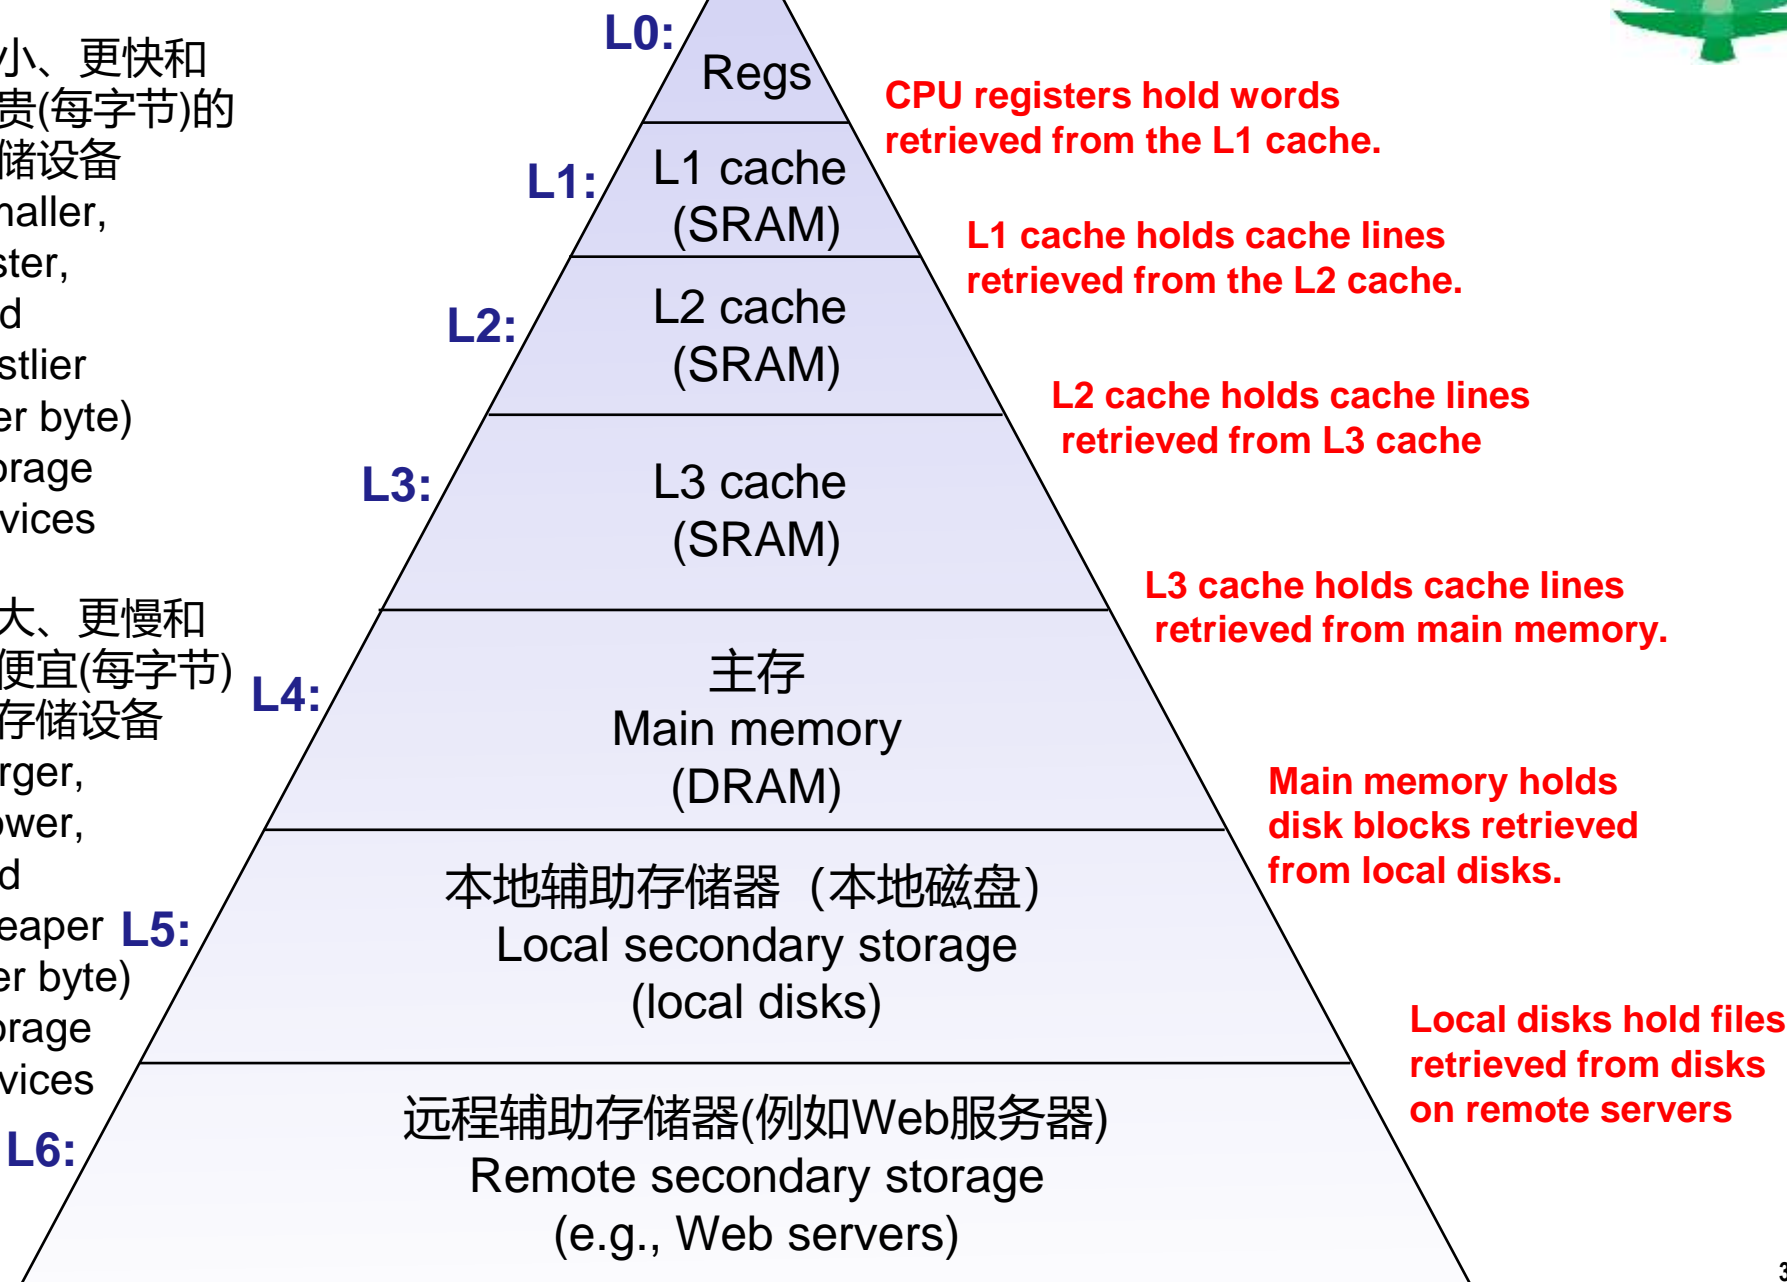 小、更快和
贵(每字节)的
储设备
maller,
ster,
d
stlier
er byte)
orage
vices
大、更慢和
便宜(每字节)
存储设备
rger,
ower,
d
eaper
er byte)
orage
vices
L0:
Regs
CPU registers hold words
retrieved from the L1 cache.
L1:
L1 cache
(SRAM)
L1 cache holds cache lines
retrieved from the L2 cache.
L2:
L2 cache
(SRAM)
L2 cache holds cache lines
retrieved from L3 cache
L3:
L3 cache
(SRAM)
L3 cache holds cache lines
retrieved from main memory.
L4:
主存
Main memory
(DRAM)
Main memory holds
disk blocks retrieved
from local disks.
L5:
本地辅助存储器（本地磁盘）
Local secondary storage
(local disks)
Local disks hold files
retrieved from disks
on remote servers
L6:
远程辅助存储器(例如Web服务器)
Remote secondary storage
(e.g., Web servers)